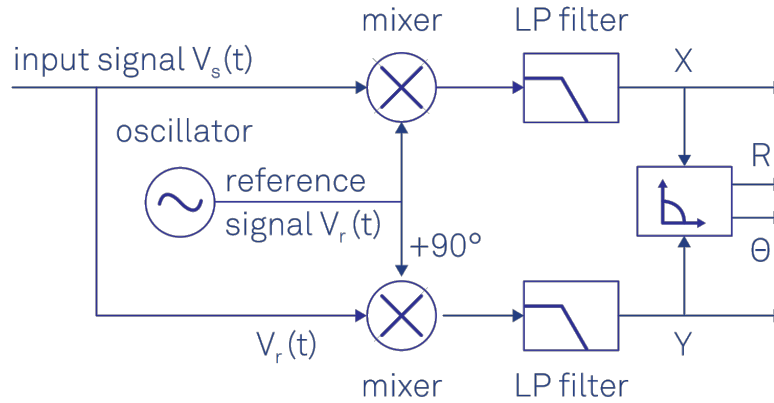 mixer
LP filter
input signal Vs(t)
X
oscillator
R
reference
signal Vr(t)
+90°
Θ
Vr(t)
Y
mixer
LP filter